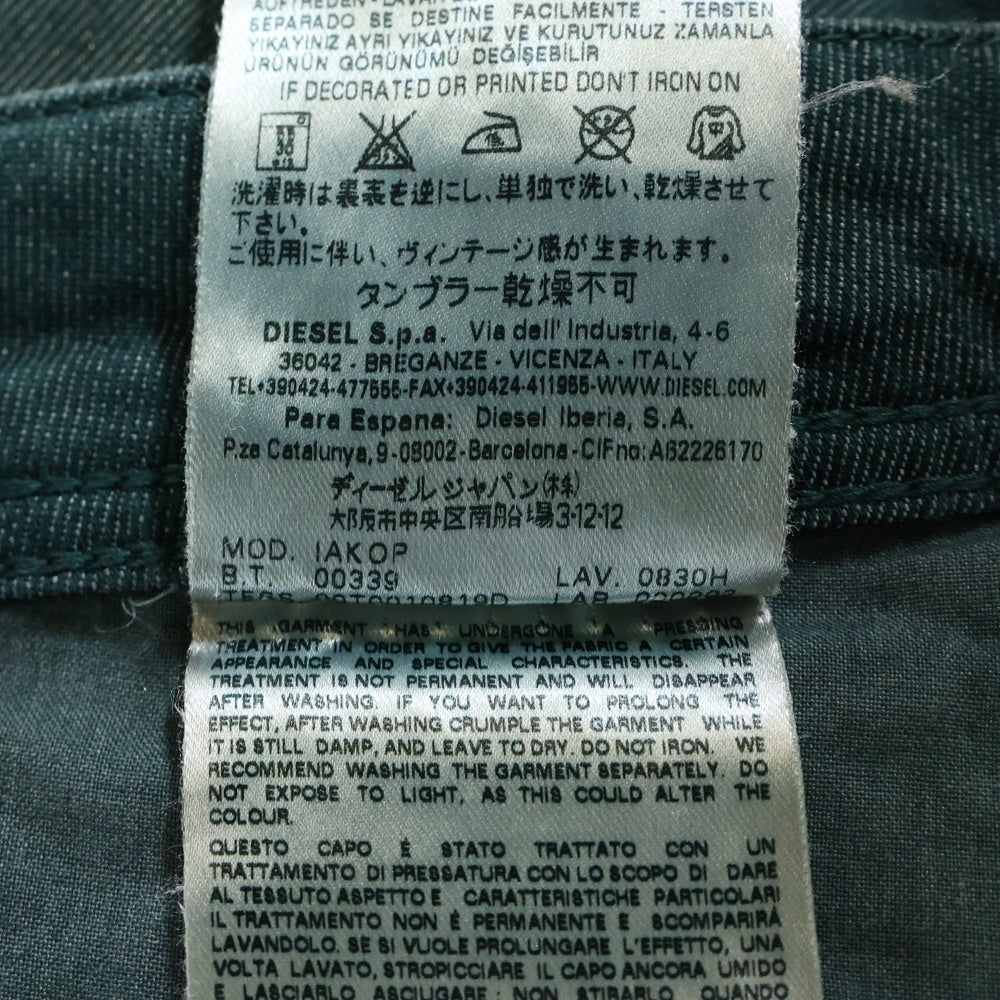 SEPARADO SE DESTINE FACILMENTE - TERSTEN
YIKAYINIZ AYRI YIKAYINIZ VE KURUTUNUZ ZAMANLA
ÜRÜNÜN GÖRÜNÜMÜ DEĞİŞEBİLİR
IF DECORATED OR PRINTED DON'T IRON ON
洗濯時は裏表を逆にし、単独で洗い、乾燥させて
下さい。
ご使用に伴い、ヴィンテージ感が生まれます。
タンブラー乾燥不可
DIESEL S.p.a. Via dell' Industria, 4-6
36042 - BREGANZE - VICENZA - ITALY
TEL+390424-477555-FAX+390424-411955-WWW.DIESEL.COM
Para Espana: Diesel Iberia, S.A.
P.za Catalunya, 9 - 08002 - Barcelona - CIF no: A62226170
ディーゼル ジャパン(株)
大阪市中央区南船場3-12-12
MOD. IAKOP
B.T. 00339 LAV. 0830H
THIS GARMENT HAS UNDERGONE A PRESSING
TREATMENT IN ORDER TO GIVE THE FABRIC A CERTAIN
APPEARANCE AND SPECIAL CHARACTERISTICS. THE
TREATMENT IS NOT PERMANENT AND WILL DISAPPEAR
AFTER WASHING. IF YOU WANT TO PROLONG THE
EFFECT, AFTER WASHING CRUMPLE THE GARMENT WHILE
IT IS STILL DAMP, AND LEAVE TO DRY. DO NOT IRON. WE
RECOMMEND WASHING THE GARMENT SEPARATELY. DO
NOT EXPOSE TO LIGHT, AS THIS COULD ALTER THE
COLOUR.
QUESTO CAPO È STATO TRATTATO CON UN
TRATTAMENTO DI PRESSATURA CON LO SCOPO DI DARE
AL TESSUTO ASPETTO E CARATTERISTICHE PARTICOLARI
IL TRATTAMENTO NON È PERMANENTE E SCOMPARIRÀ
LAVANDOLO. SE SI VUOLE PROLUNGARE L'EFFETTO, UNA
VOLTA LAVATO, STROPICCIARE IL CAPO ANCORA UMIDO
E LASCIARLO ASCIUGARE; NON STIRARLO QUANDO